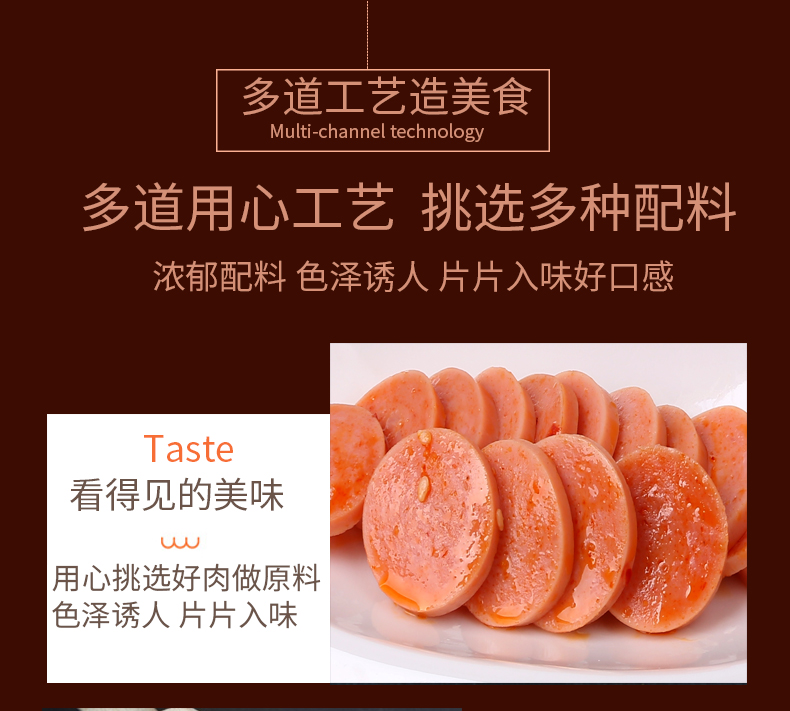 多道工艺造美食
Multi-channel technology
多道用心工艺 挑选多种配料
浓郁配料 色泽诱人 片片入味好口感
Taste
看得见的美味
用心挑选好肉做原料
色泽诱人 片片入味